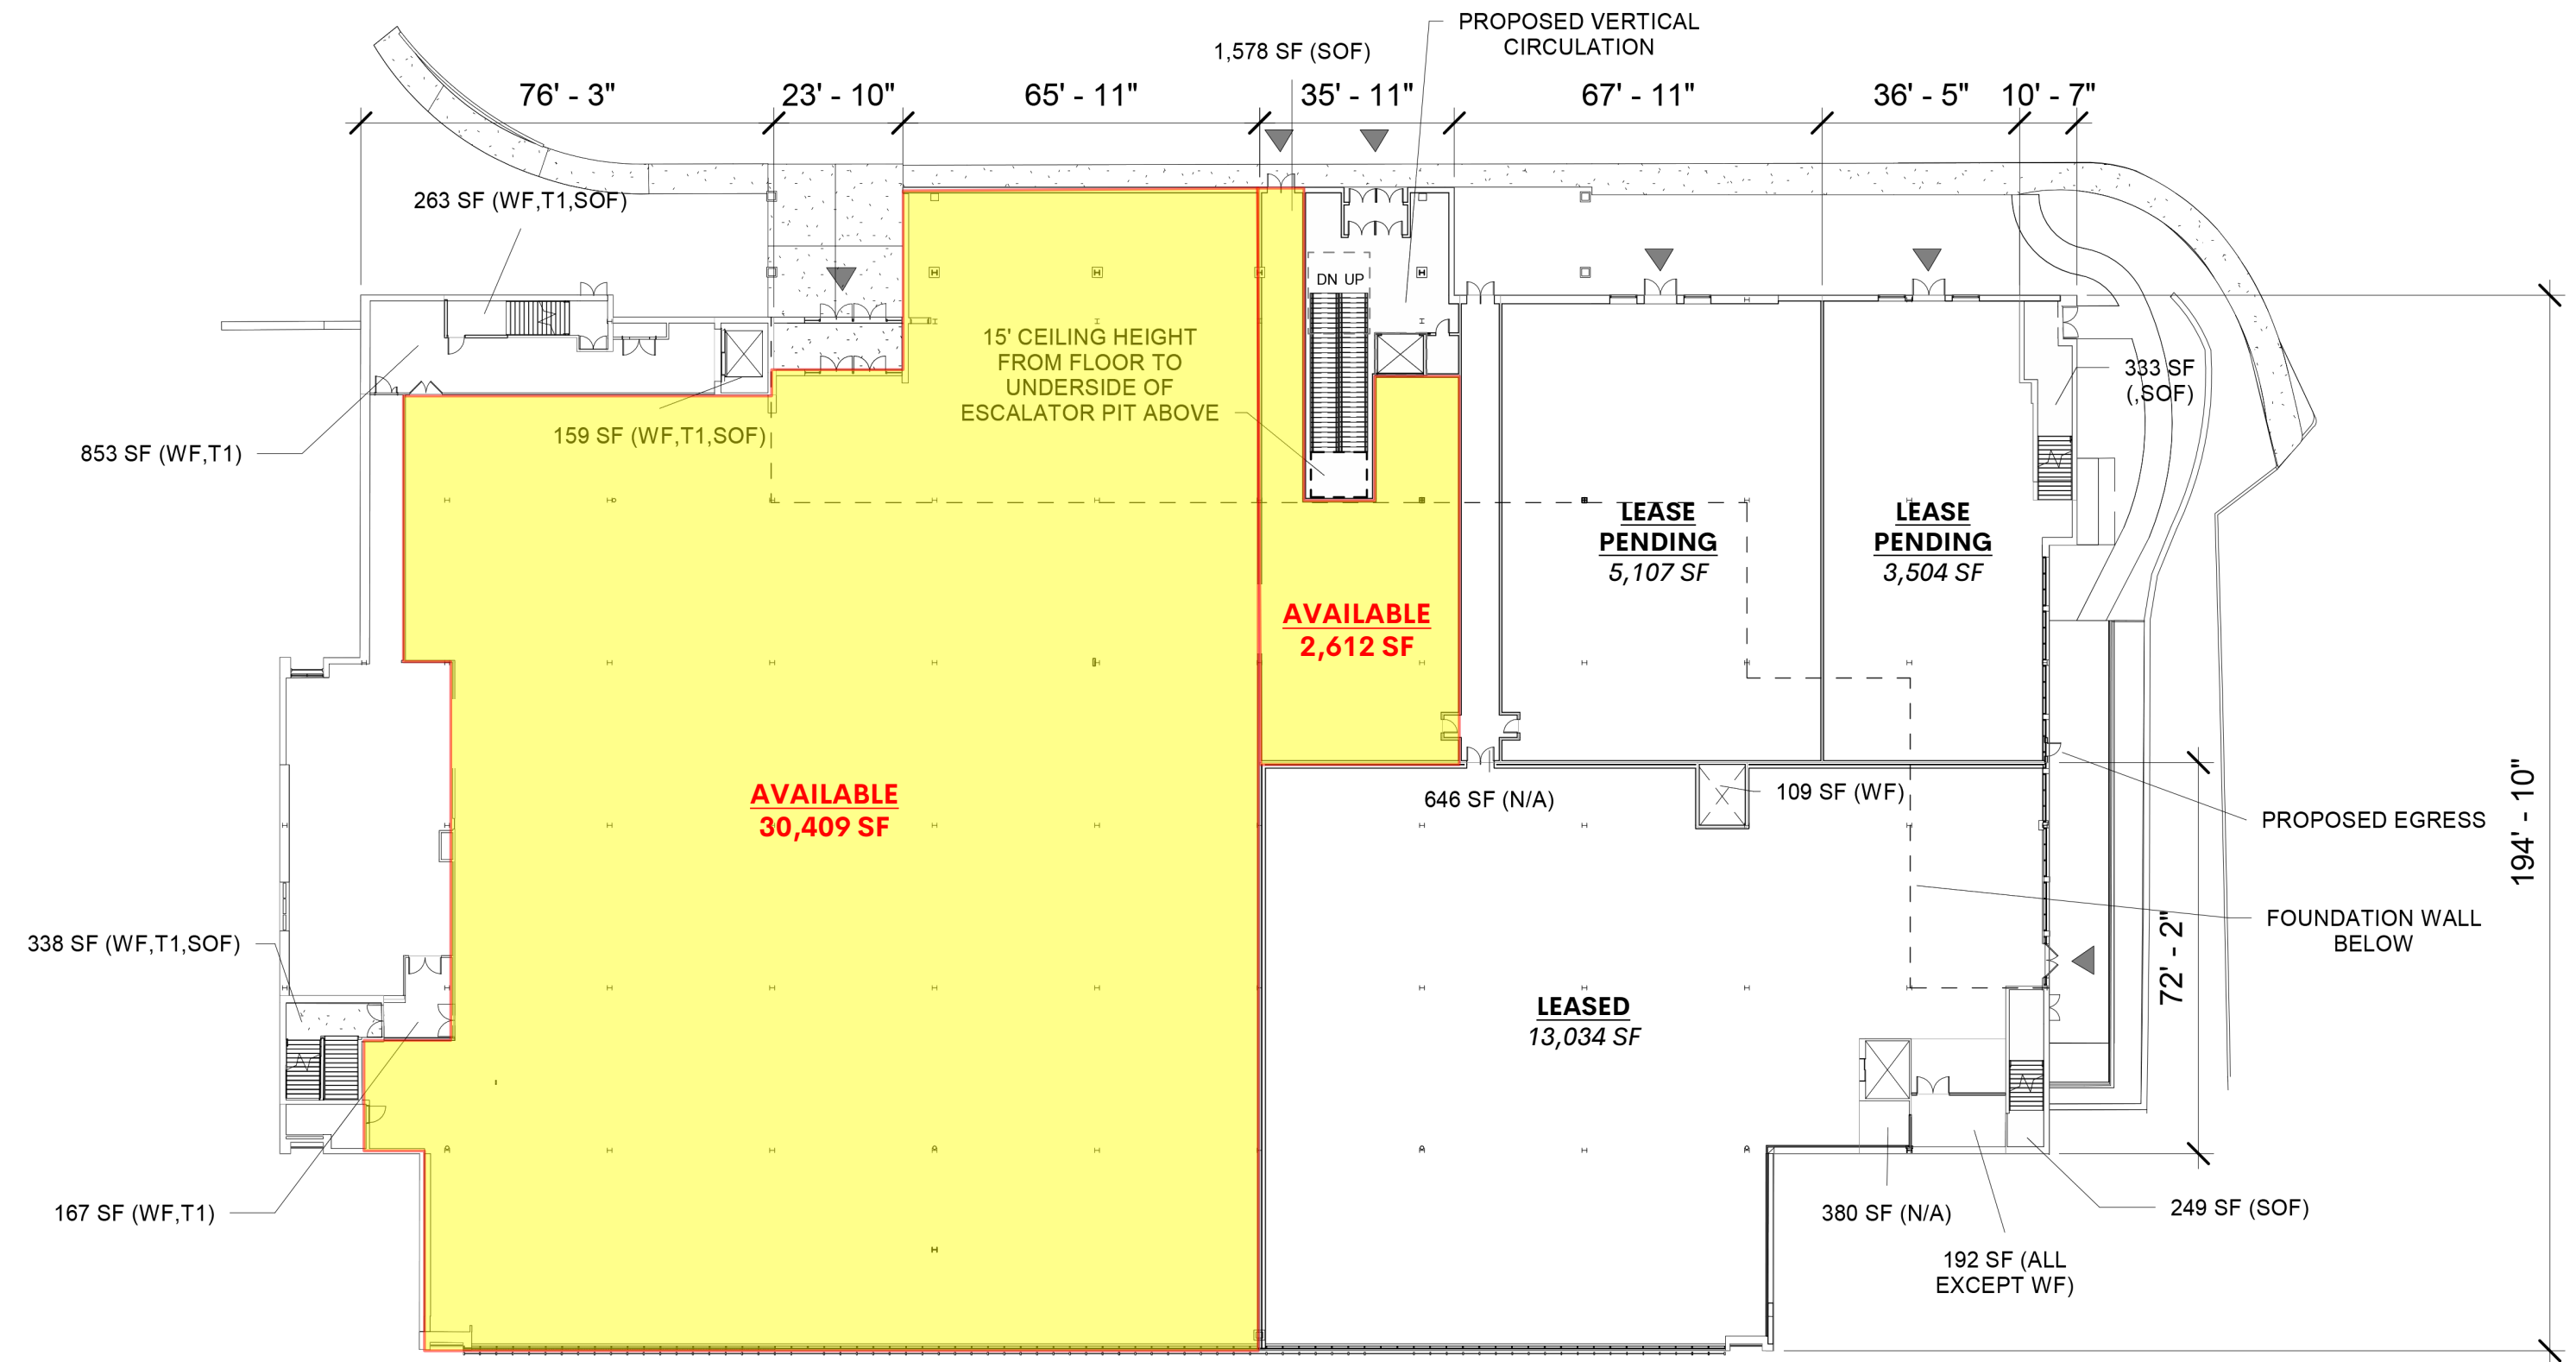 PROPOSED VERTICAL
CIRCULATION
1,578 SF (SOF)
76' - 3"
23' - 10"
65' - 11"
35' - 11"
67' - 11"
36' - 5"
10' - 7"
263 SF (WF,T1,SOF)
DN UP
15' CEILING HEIGHT
FROM FLOOR TO
UNDERSIDE OF
ESCALATOR PIT ABOVE
333 SF
(,SOF)
159 SF (WF,T1,SOF)
853 SF (WF,T1)
LEASE
PENDING
5,107 SF
LEASE
PENDING
3,504 SF
AVAILABLE
2,612 SF
AVAILABLE
30,409 SF
646 SF (N/A)
109 SF (WF)
PROPOSED EGRESS
194' - 10"
FOUNDATION WALL
BELOW
72' - 2"
338 SF (WF,T1,SOF)
LEASED
13,034 SF
167 SF (WF,T1)
380 SF (N/A)
249 SF (SOF)
192 SF (ALL
EXCEPT WF)